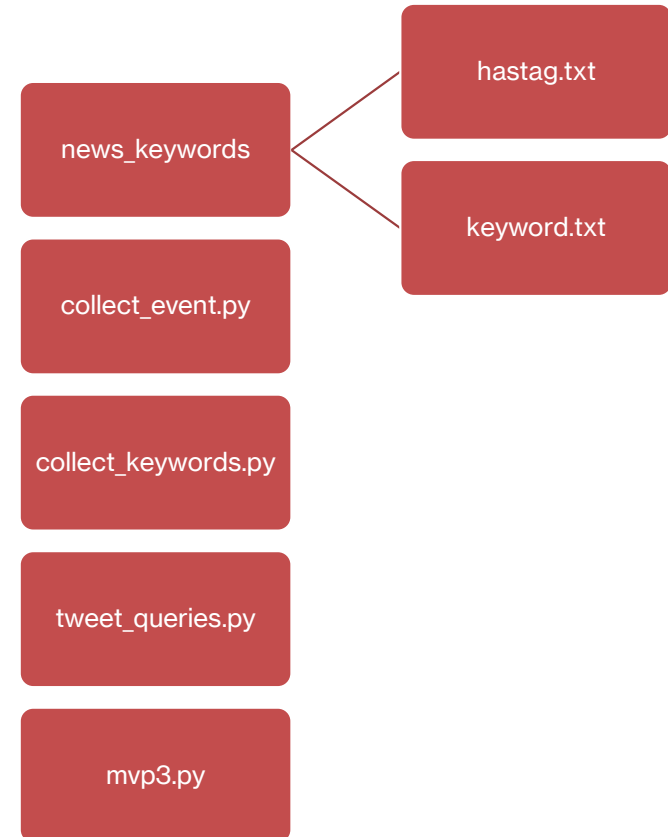 news_keywords
hastag.txt
keyword.txt
collect_event.py
collect_keywords.py
tweet_queries.py
mvp3.py